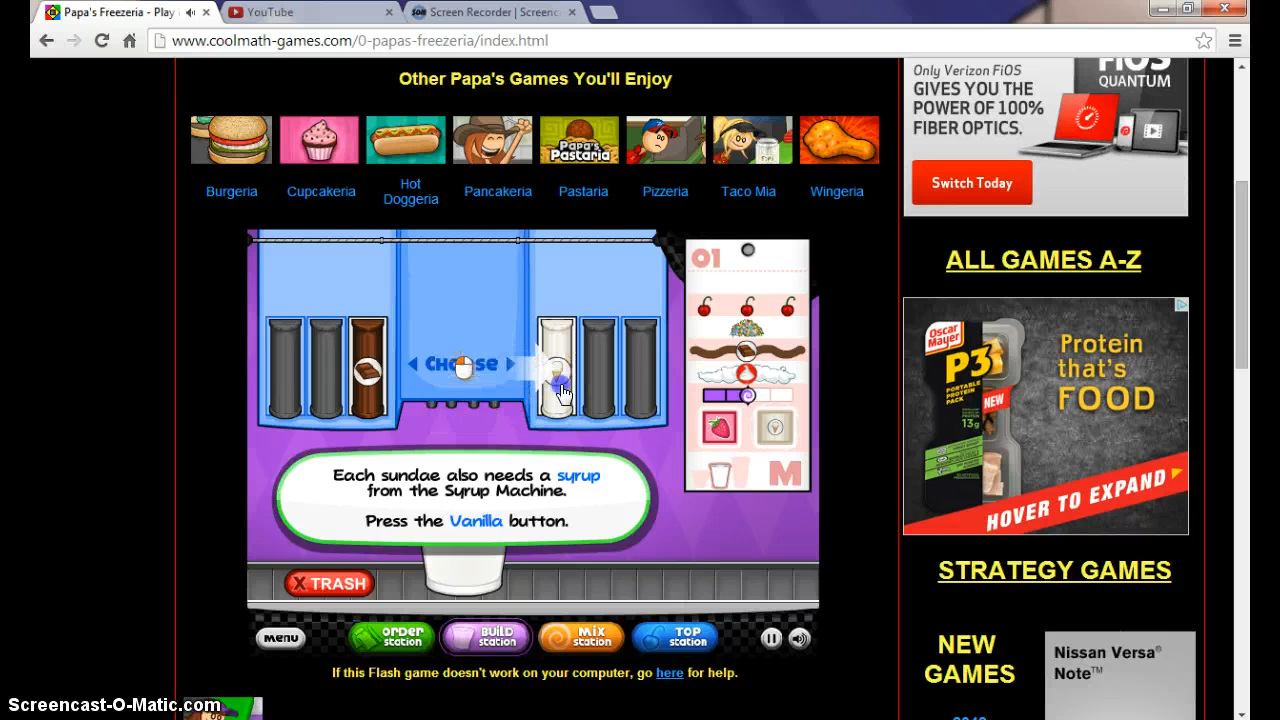 Papa's Freezeria - Play
YouTube
Screen Recorder | Screenc
www.coolmath-games.com/0-papas-freezeria/index.html
Other Papa's Games You'll Enjoy
Papa's
Pastaria
Burgeria
Cupcakeria
Hot
Doggeria
Pancakeria
Pastaria
Pizzeria
Taco Mia
Wingeria
Only Verizon FiOS
FiOS
QUANTUM
GIVES YOU THE
POWER OF 100%
FIBER OPTICS.
Switch Today
ALL GAMES A-Z
01
Choose
M
Each sundae also needs a syrup
from the Syrup Machine.
Press the Vanilla button.
X TRASH
MENU
ORDER
Station
BUILD
Station
MIX
Station
TOP
Station
If this Flash game doesn't work on your computer, go here for help.
Oscar
Mayer
P3
PORTABLE
PROTEIN
PACK
NEW
13g
Protein
that's
FOOD
HOVER TO EXPAND
STRATEGY GAMES
NEW
GAMES
Nissan Versa®
Note™
2048
Screencast-O-Matic.com